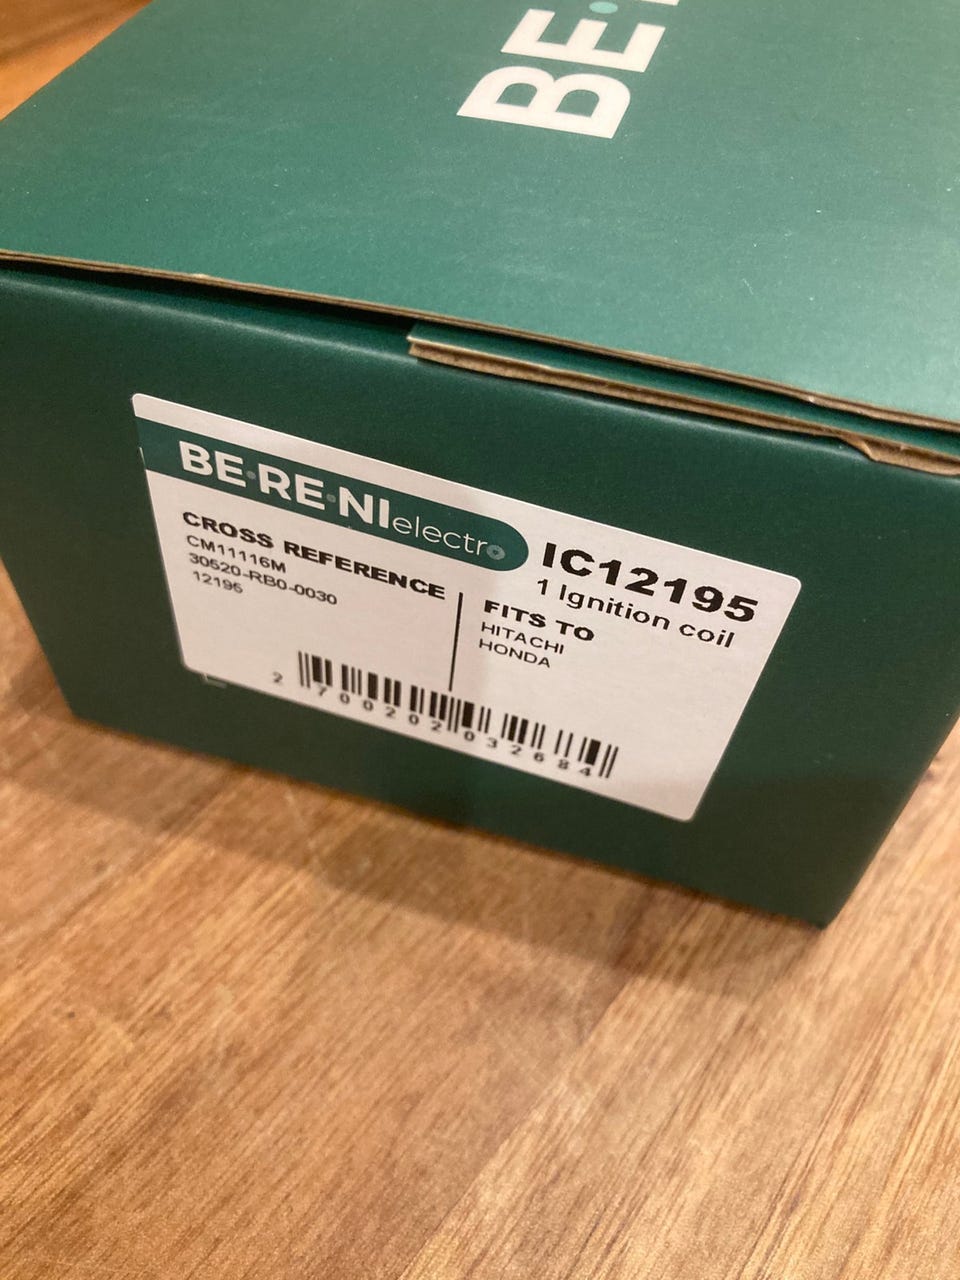 BE·
BE·RE·NI electro
IC12195
1 Ignition coil
CROSS REFERENCE
CM11116M
30520-RB0-0030
12195
FITS TO
HITACHI
HONDA
2 700202 032684